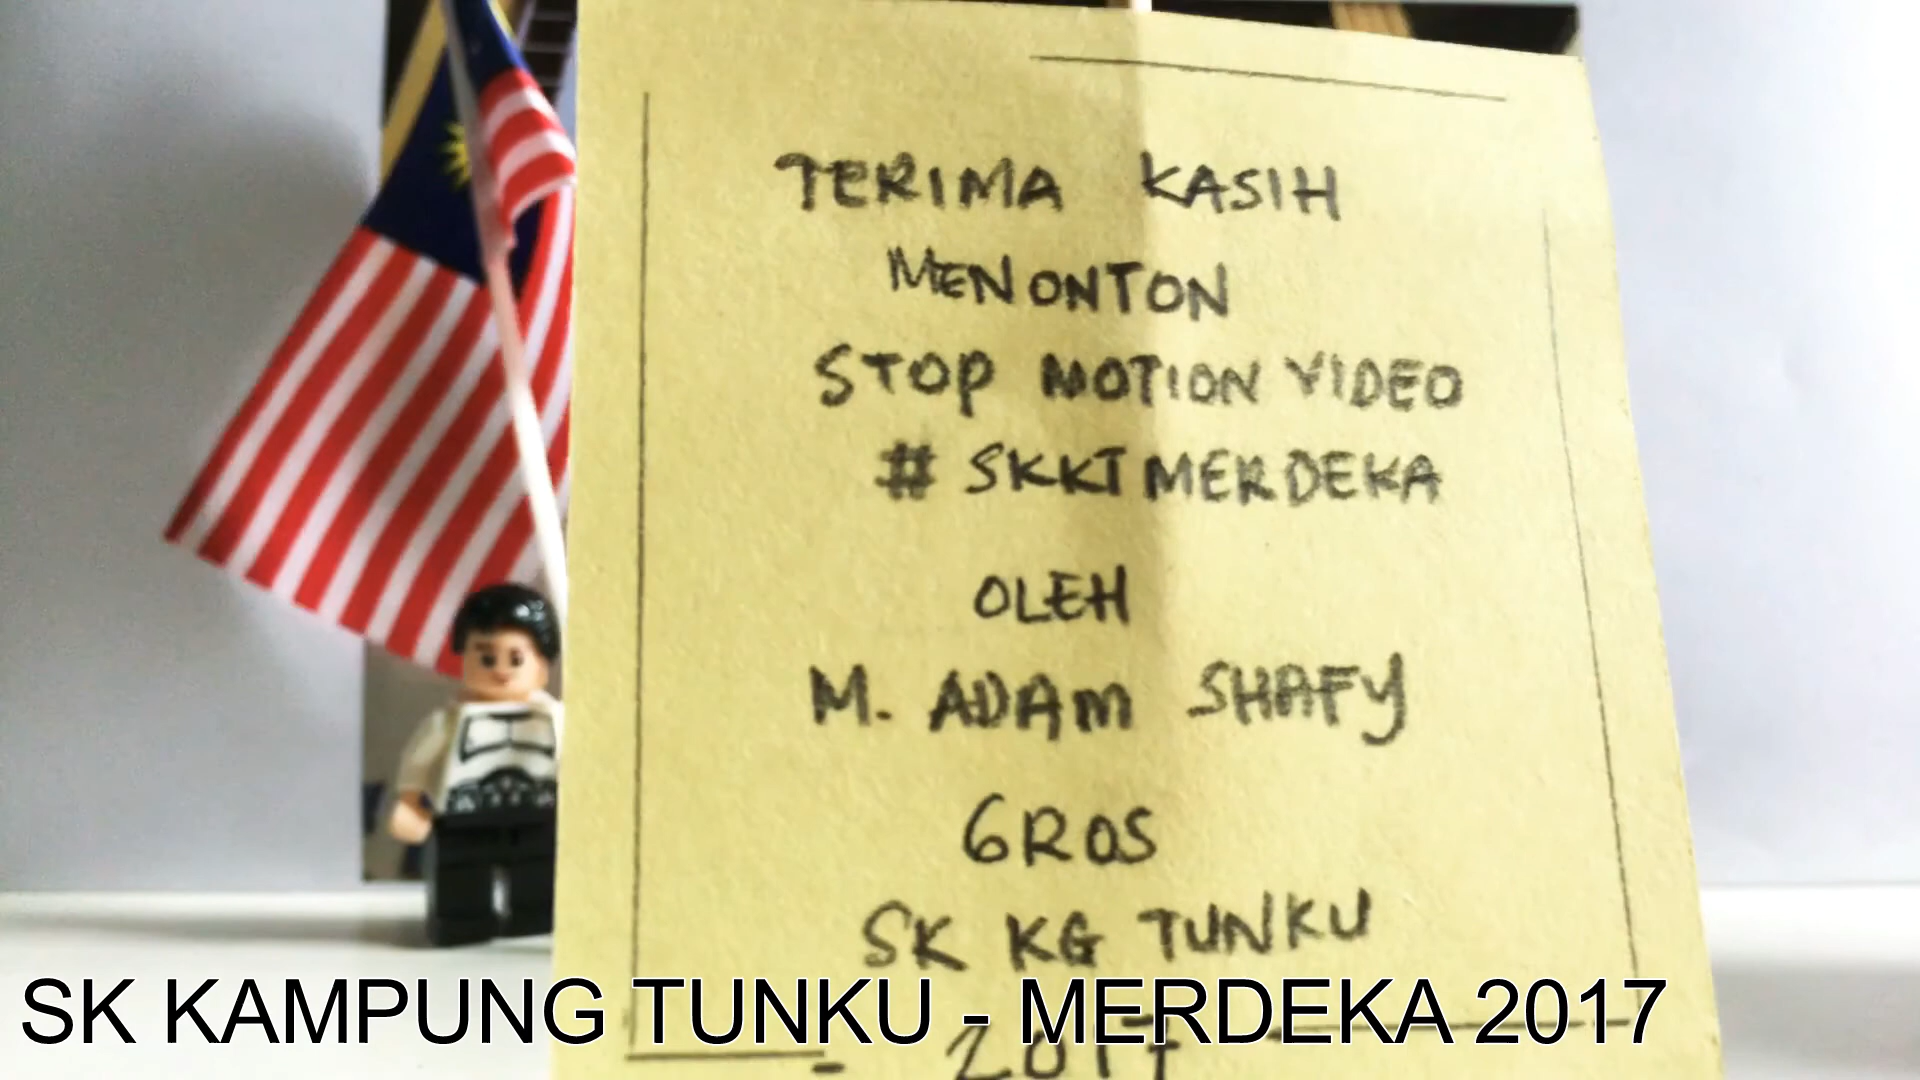 TERIMA KASIH
MENONTON
STOP MOTION VIDEO
# SKKTMERDEKA
OLEH
M. ADAM SHAFY
6ROS
SK KG TUNKU
- 2017 -
SK KAMPUNG TUNKU - MERDEKA 2017